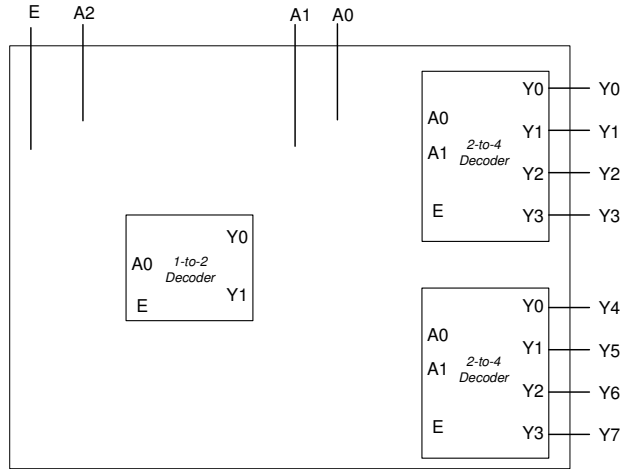 E A2 A1 A0
Y0 Y0
A0
Y1 Y1
A1 2-to-4
Decoder
Y2 Y2
E Y3 Y3
Y0
A0 1-to-2
Decoder
Y1
E
Y0 Y4
A0
Y1 Y5
A1 2-to-4
Decoder
Y2 Y6
E Y3 Y7